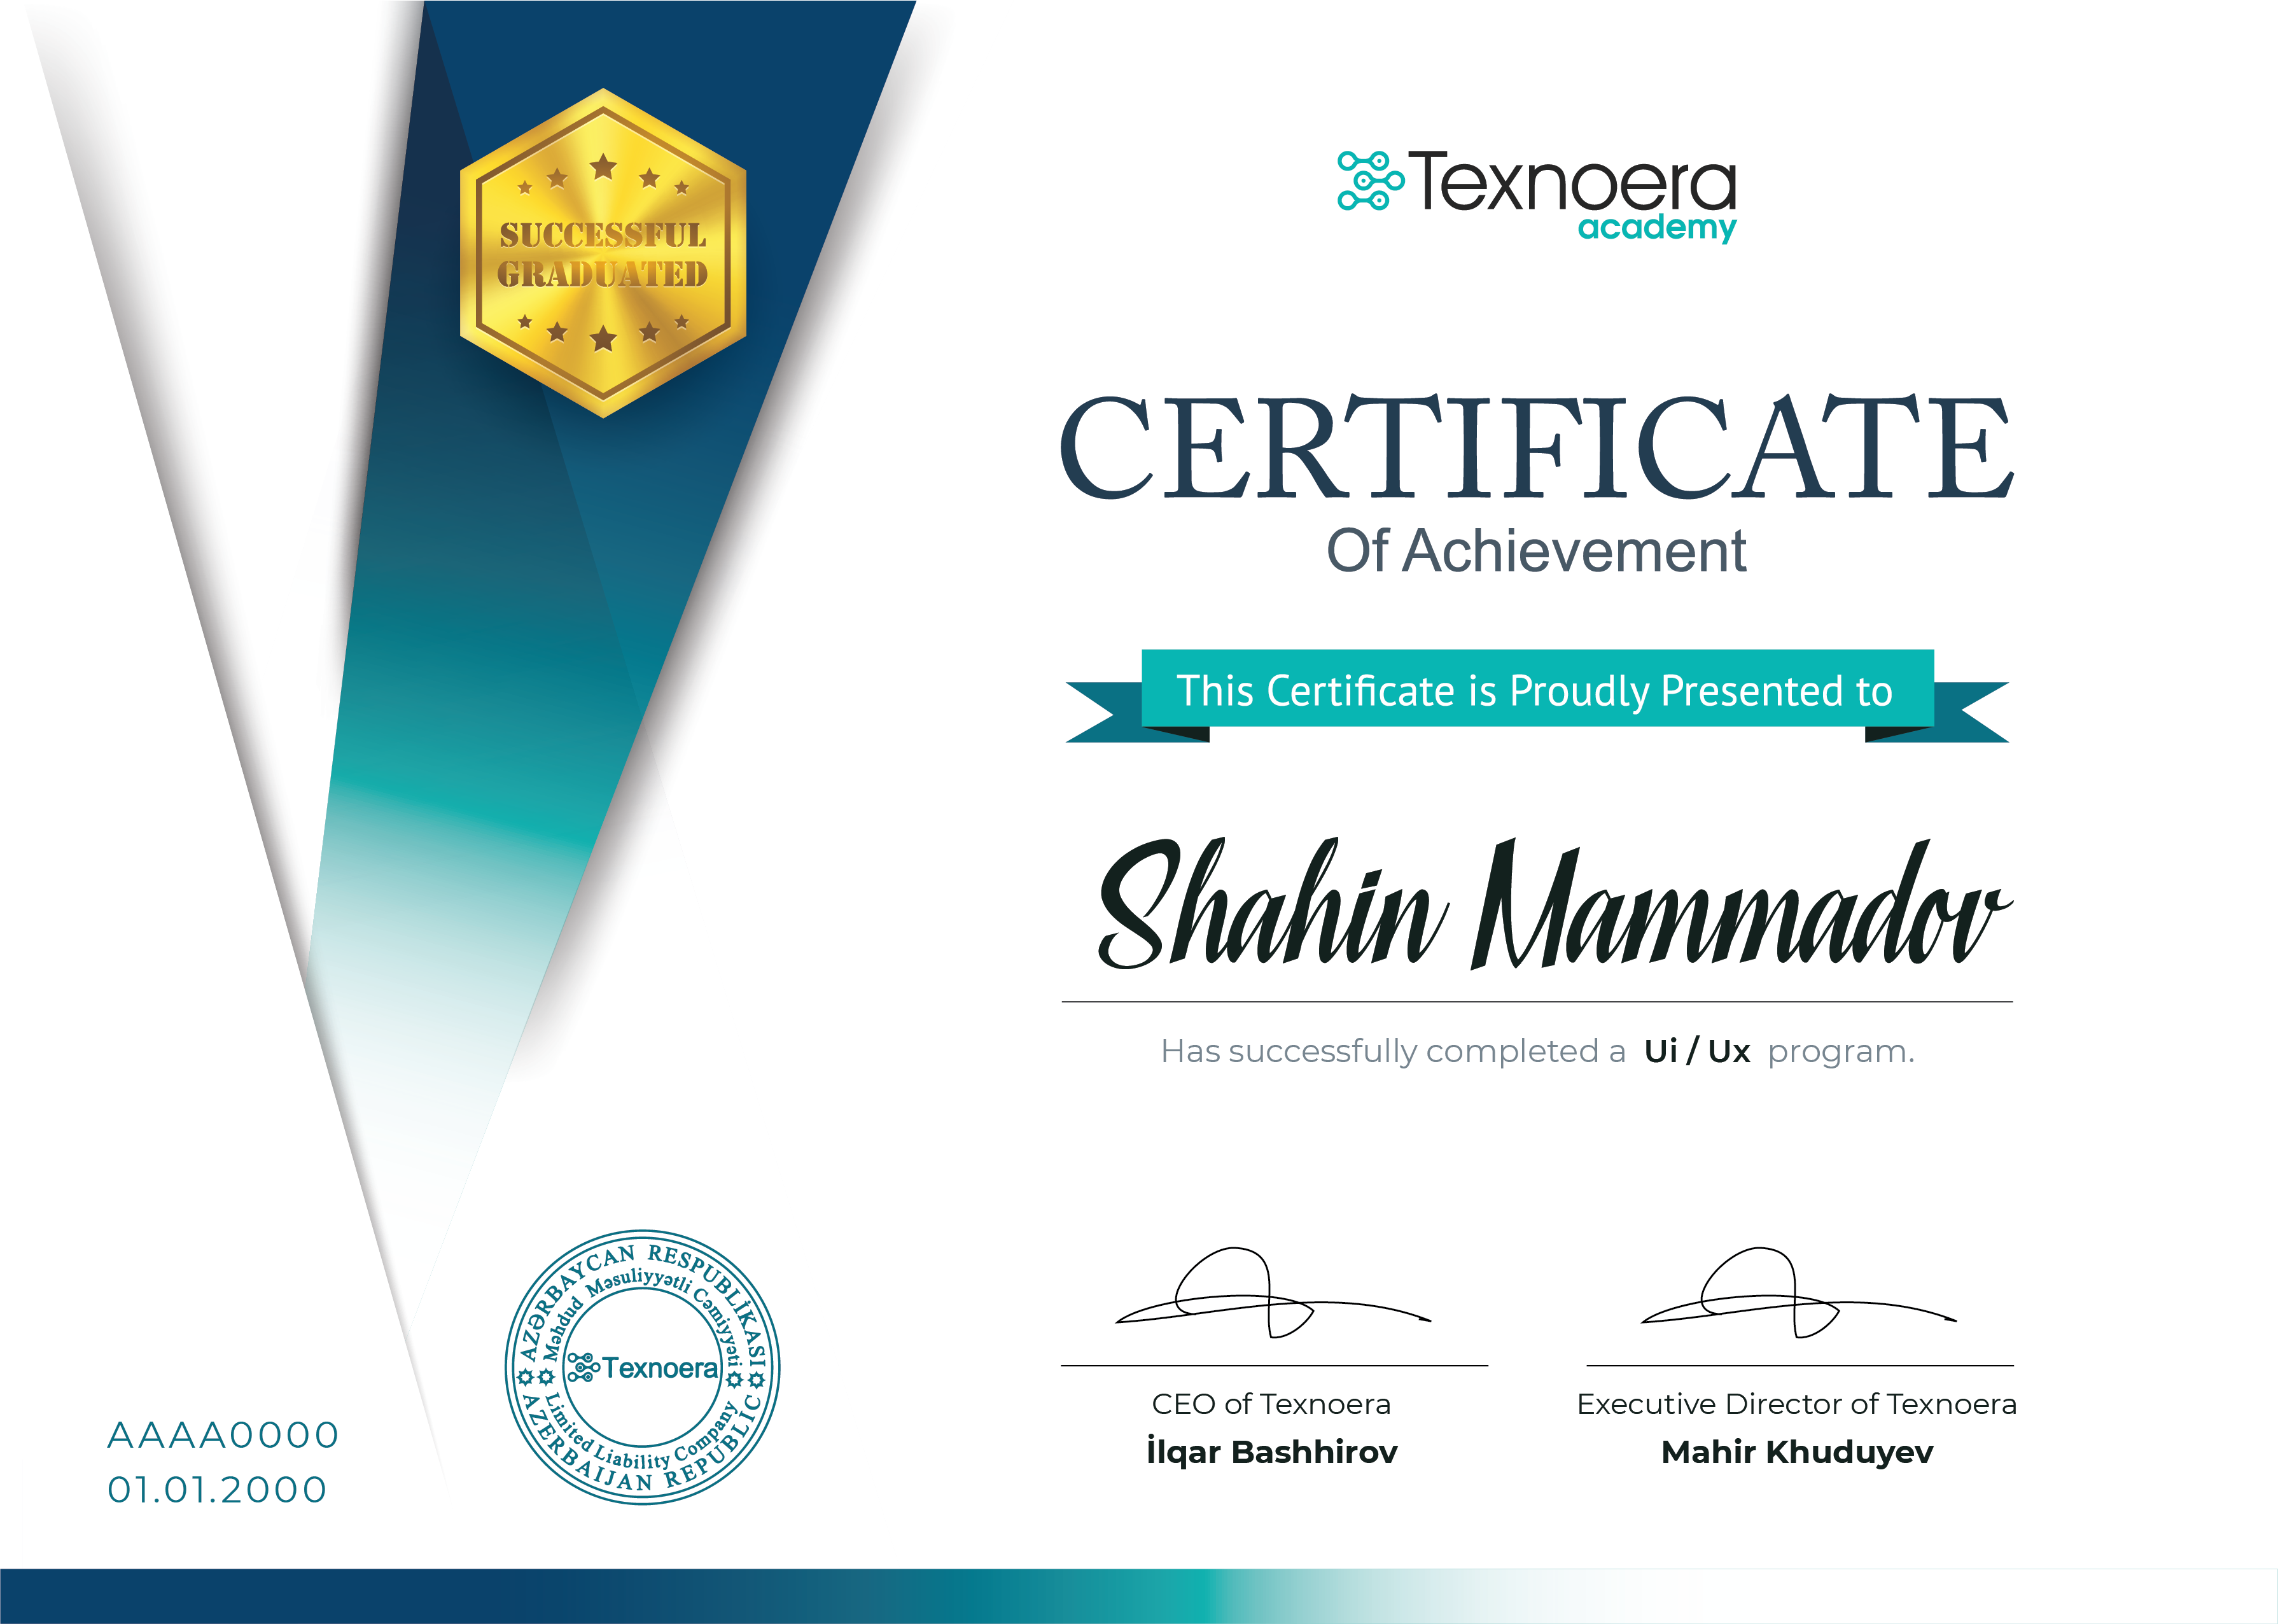 Texnoera
academy
SUCCESSFUL
GRADUATED
CERTIFICATE
Of Achievement
This Certificate is Proudly Presented to
Shahin Mammadov
Has successfully completed a Ui / Ux program.
AZƏRBAYCAN RESPUBLİKASI
Məhdud Məsuliyyətli Cəmiyyəti
Texnoera
Limited Liability Company
AZERBAIJAN REPUBLIC
CEO of Texnoera
İlqar Bashhirov
Executive Director of Texnoera
Mahir Khuduyev
AAAA0000
01.01.2000